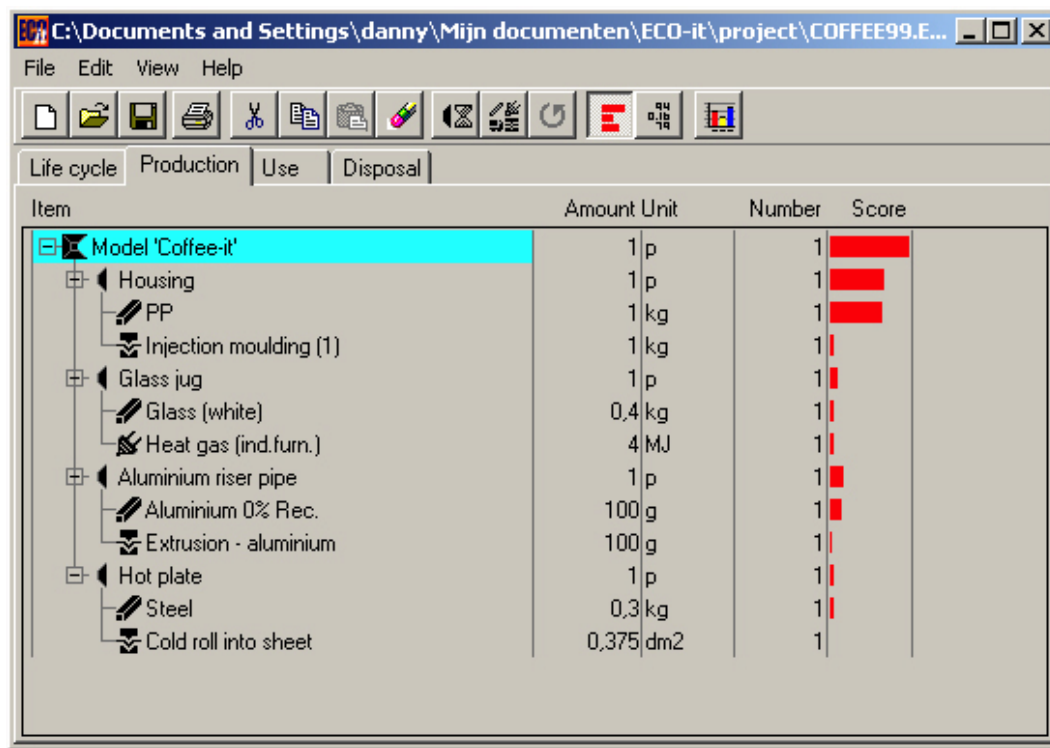 C:\Documents and Settings\danny\Mijn documenten\ECO-it\project\COFFEE99.E...
File Edit View Help
Life cycle Production Use Disposal
Item Amount Unit Number Score
Model 'Coffee-it' 1 p 1
Housing 1 p 1
PP 1 kg 1
Injection moulding (1) 1 kg 1
Glass jug 1 p 1
Glass (white) 0,4 kg 1
Heat gas (ind.furn.) 4 MJ 1
Aluminium riser pipe 1 p 1
Aluminium 0% Rec. 100 g 1
Extrusion - aluminium 100 g 1
Hot plate 1 p 1
Steel 0,3 kg 1
Cold roll into sheet 0,375 dm2 1